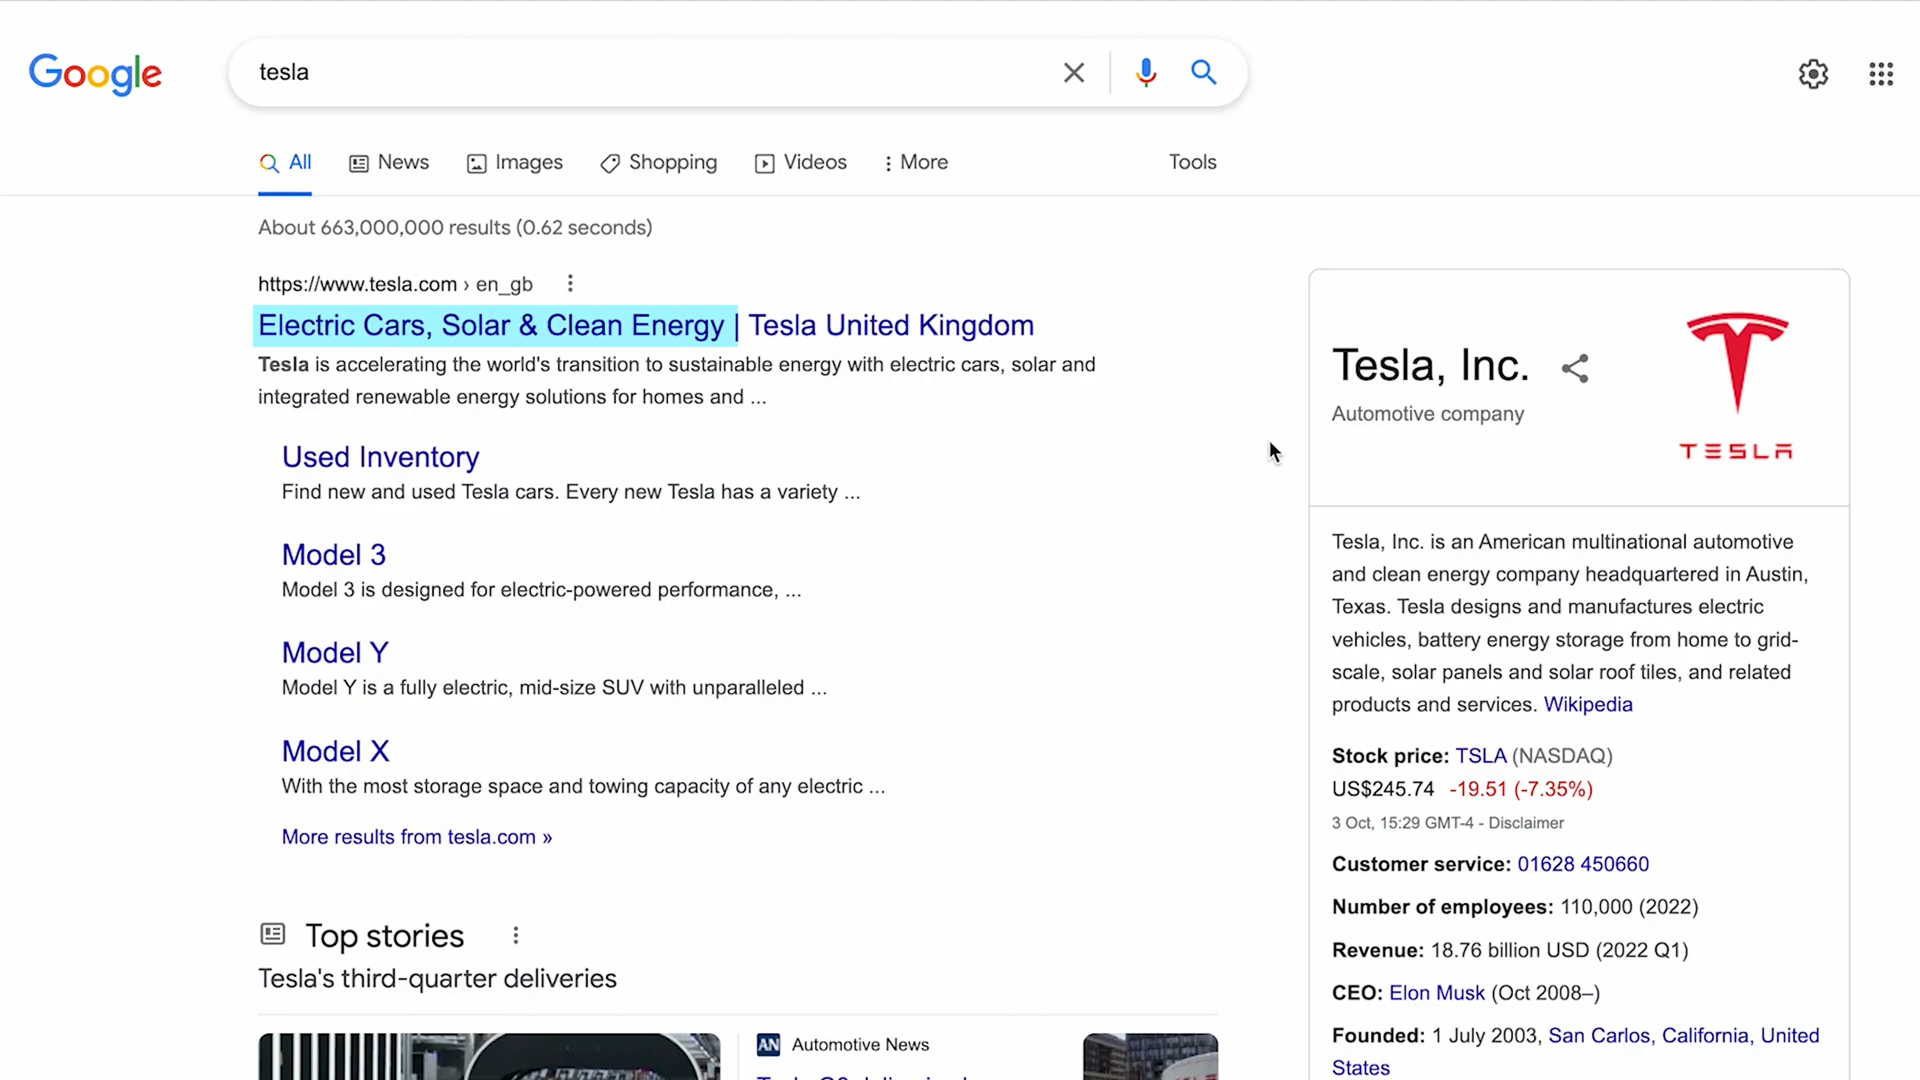 Google
tesla
All
News
Images
Shopping
Videos
More
Tools
About 663,000,000 results (0.62 seconds)
https://www.tesla.com › en_gb
Electric Cars, Solar & Clean Energy | Tesla United Kingdom
Tesla is accelerating the world's transition to sustainable energy with electric cars, solar and
integrated renewable energy solutions for homes and ...
Used Inventory
Find new and used Tesla cars. Every new Tesla has a variety ...
Model 3
Model 3 is designed for electric-powered performance, ...
Model Y
Model Y is a fully electric, mid-size SUV with unparalleled ...
Model X
With the most storage space and towing capacity of any electric ...
More results from tesla.com »
Top stories
Tesla's third-quarter deliveries
AN Automotive News
Tesla, Inc.
Automotive company
TESLA
Tesla, Inc. is an American multinational automotive
and clean energy company headquartered in Austin,
Texas. Tesla designs and manufactures electric
vehicles, battery energy storage from home to grid-
scale, solar panels and solar roof tiles, and related
products and services. Wikipedia
Stock price: TSLA (NASDAQ)
US$245.74 -19.51 (-7.35%)
3 Oct, 15:29 GMT-4 - Disclaimer
Customer service: 01628 450660
Number of employees: 110,000 (2022)
Revenue: 18.76 billion USD (2022 Q1)
CEO: Elon Musk (Oct 2008–)
Founded: 1 July 2003, San Carlos, California, United
States